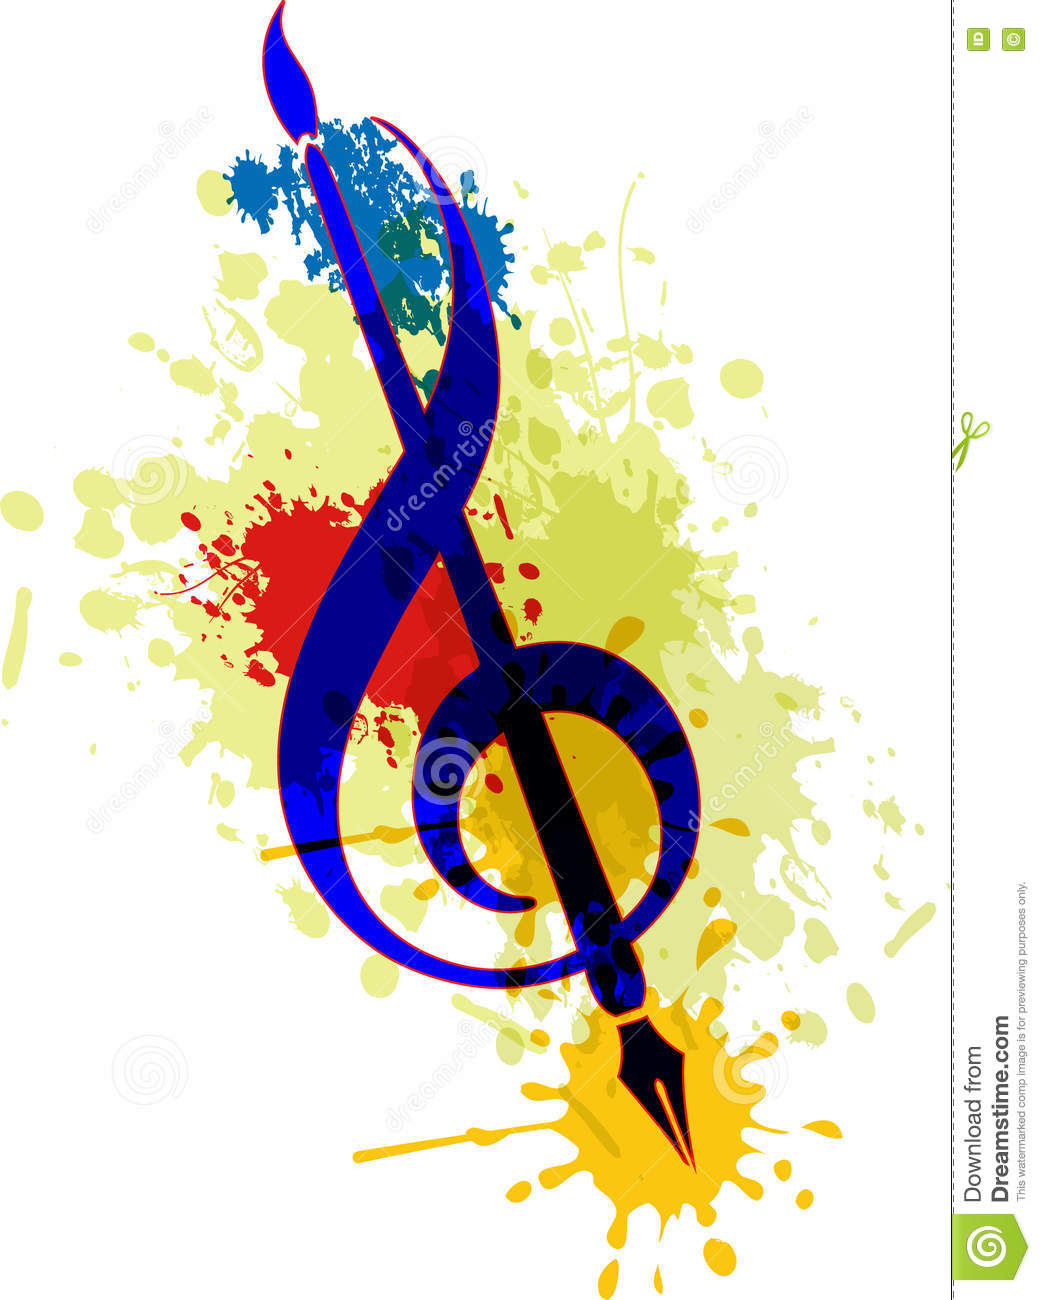 Download from
Dreamstime.com
This watermarked comp image is for previewing purposes only.
ID
©
dreamstime
dreamstime
dreamstime
dreamstime
dreamstime
dreamstime
dreamstime